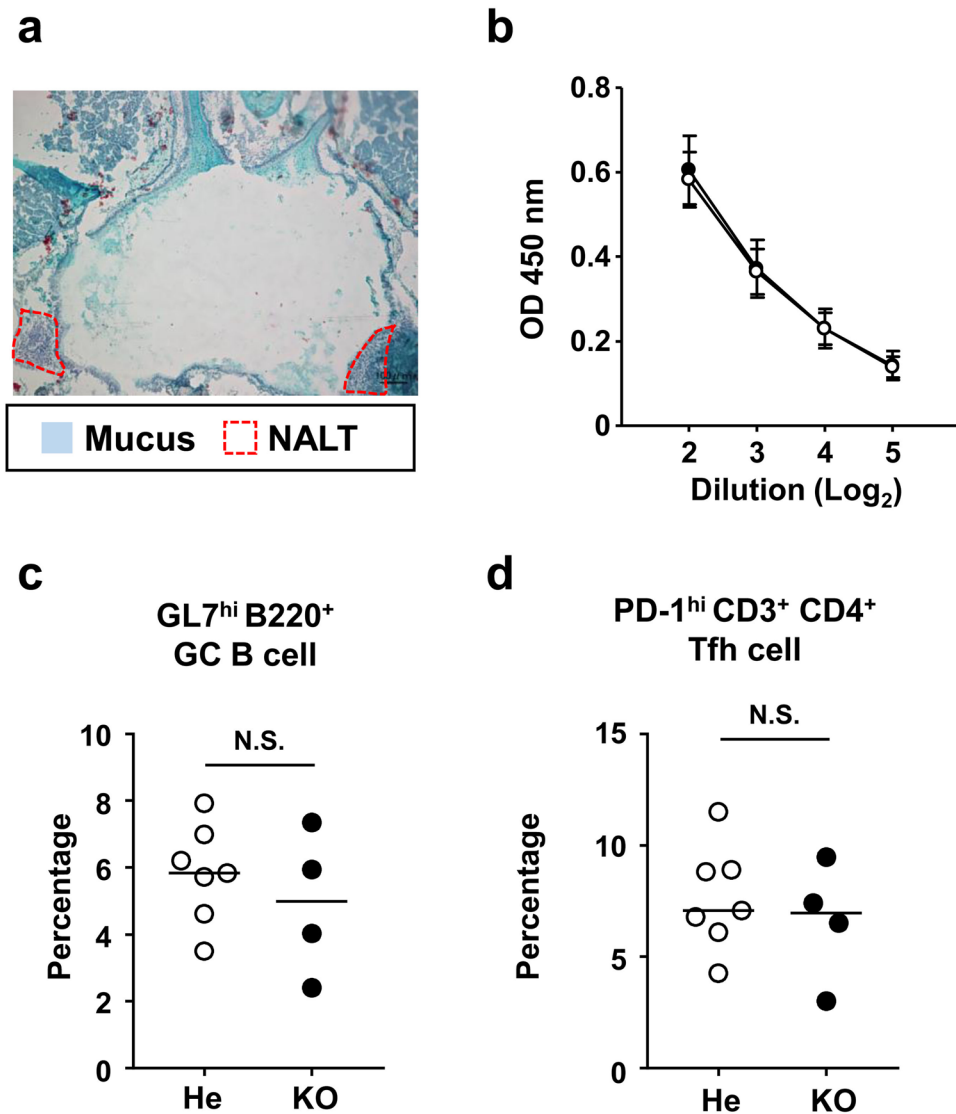 a
b
Mucus NALT
0.8
0.6
0.4
0.2
0
OD 450 nm
2 3 4 5
Dilution (Log₂)
c
d
GL7ʰⁱ B220⁺
GC B cell
PD-1ʰⁱ CD3⁺ CD4⁺
Tfh cell
N.S.
10
8
6
4
2
0
Percentage
He KO
N.S.
15
10
5
0
Percentage
He KO